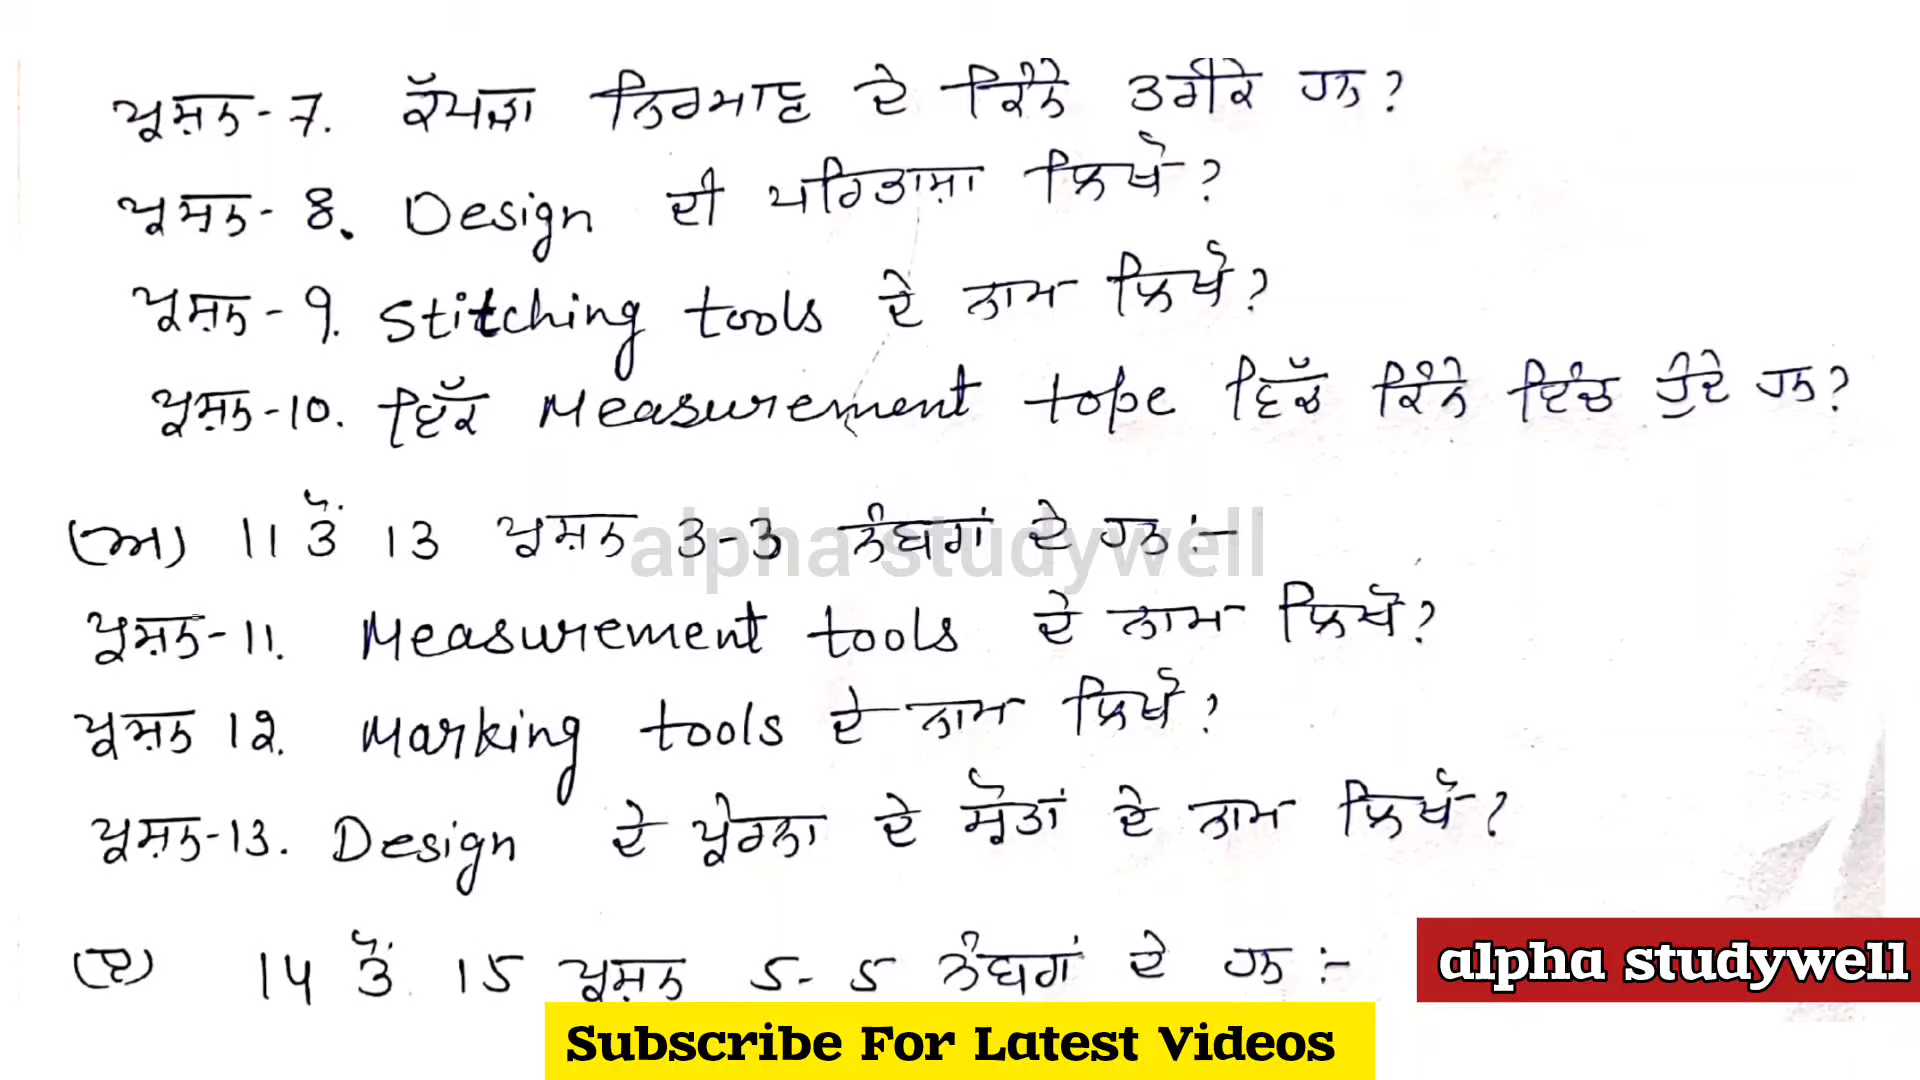 ਪ੍ਰਸ਼ਨ-7. ਕੱਪੜਾ ਨਿਰਮਾਣ ਦੇ ਕਿੰਨੇ ਤਰੀਕੇ ਹਨ?
ਪ੍ਰਸ਼ਨ-8. Design ਦੀ ਪਰਿਭਾਸ਼ਾ ਲਿਖੋ?
ਪ੍ਰਸ਼ਨ-9. Stitching tools ਦੇ ਨਾਮ ਲਿਖੋ?
ਪ੍ਰਸ਼ਨ-10. ਇੱਕ Measurement tape ਵਿੱਚ ਕਿੰਨੇ ਇੰਚ ਹੁੰਦੇ ਹਨ?
(ਅ) 11 ਤੋਂ 13 ਪ੍ਰਸ਼ਨ 3-3 ਨੰਬਰਾਂ ਦੇ ਹਨ:-
alpha studywell
ਪ੍ਰਸ਼ਨ-11. Measurement tools ਦੇ ਨਾਮ ਲਿਖੋ?
ਪ੍ਰਸ਼ਨ 12. Marking tools ਦੇ ਨਾਮ ਲਿਖੋ?
ਪ੍ਰਸ਼ਨ-13. Design ਦੇ ਪ੍ਰੇਰਨਾ ਦੇ ਸ੍ਰੋਤਾਂ ਦੇ ਨਾਮ ਲਿਖੋ?
(ੲ) 14 ਤੋਂ 15 ਪ੍ਰਸ਼ਨ 5-5 ਨੰਬਰਾਂ ਦੇ ਹਨ:-
alpha studywell
Subscribe For Latest Videos